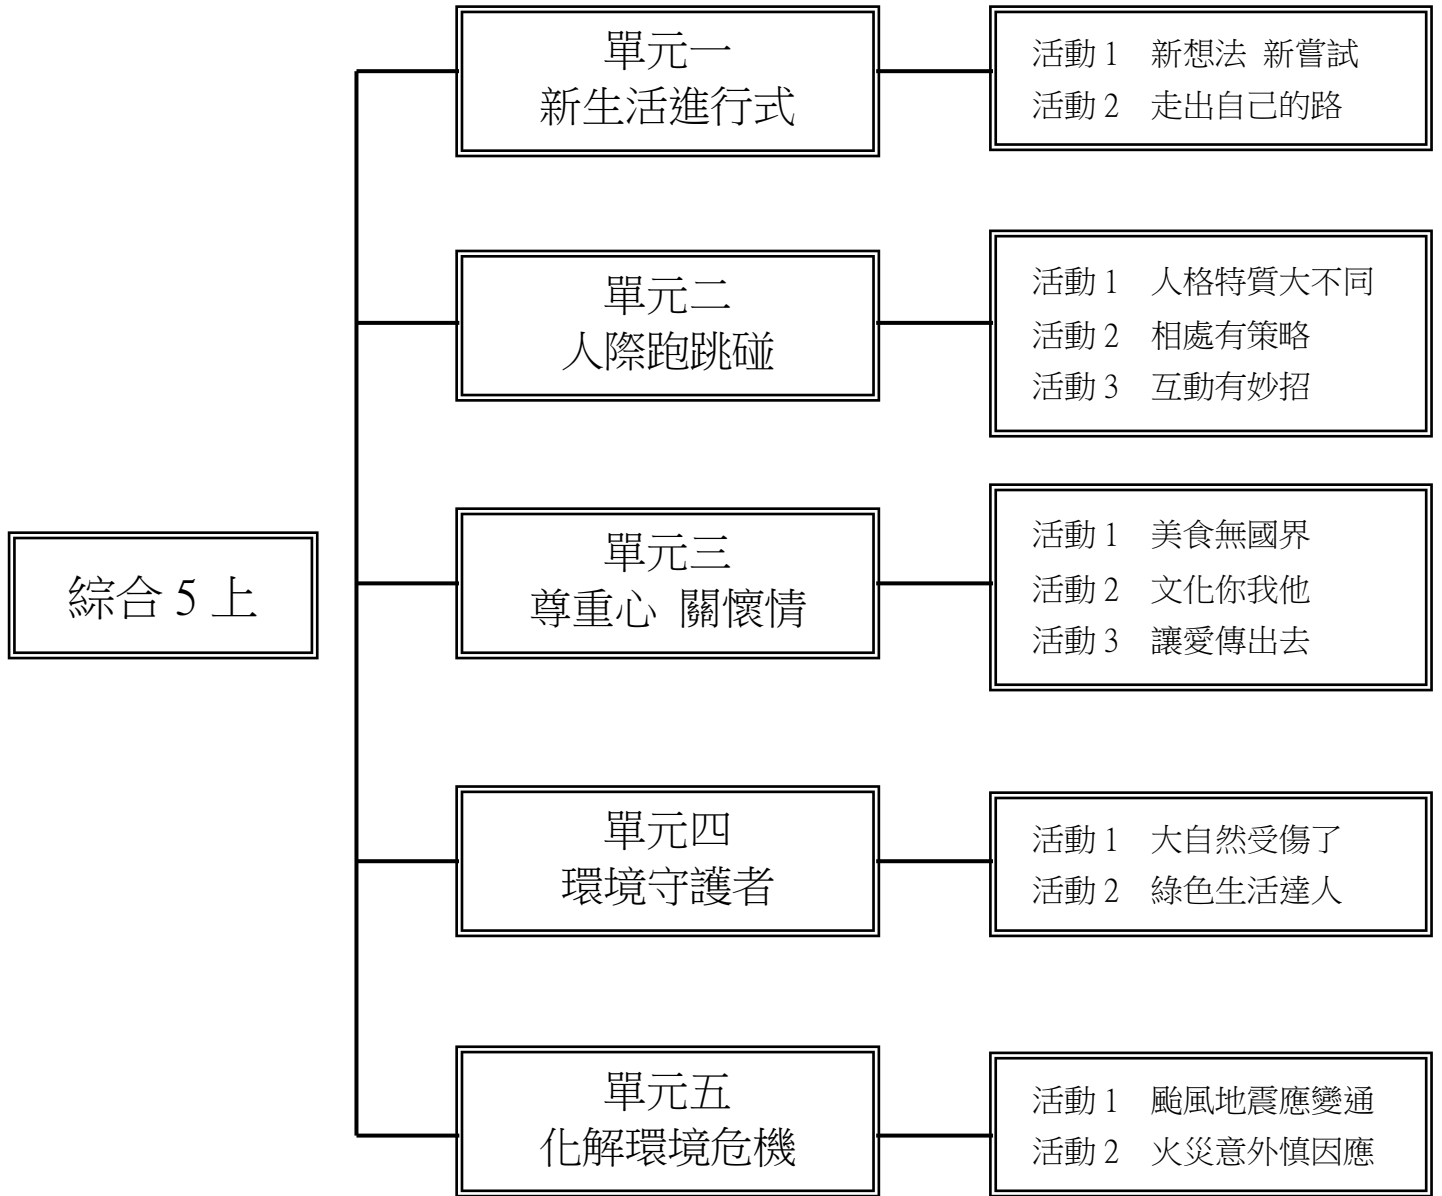 綜合 5 上
單元一
新生活進行式
活動 1 新想法 新嘗試
活動 2 走出自己的路
單元二
人際跑跳碰
活動 1 人格特質大不同
活動 2 相處有策略
活動 3 互動有妙招
單元三
尊重心 關懷情
活動 1 美食無國界
活動 2 文化你我他
活動 3 讓愛傳出去
單元四
環境守護者
活動 1 大自然受傷了
活動 2 綠色生活達人
單元五
化解環境危機
活動 1 颱風地震應變通
活動 2 火災意外慎因應